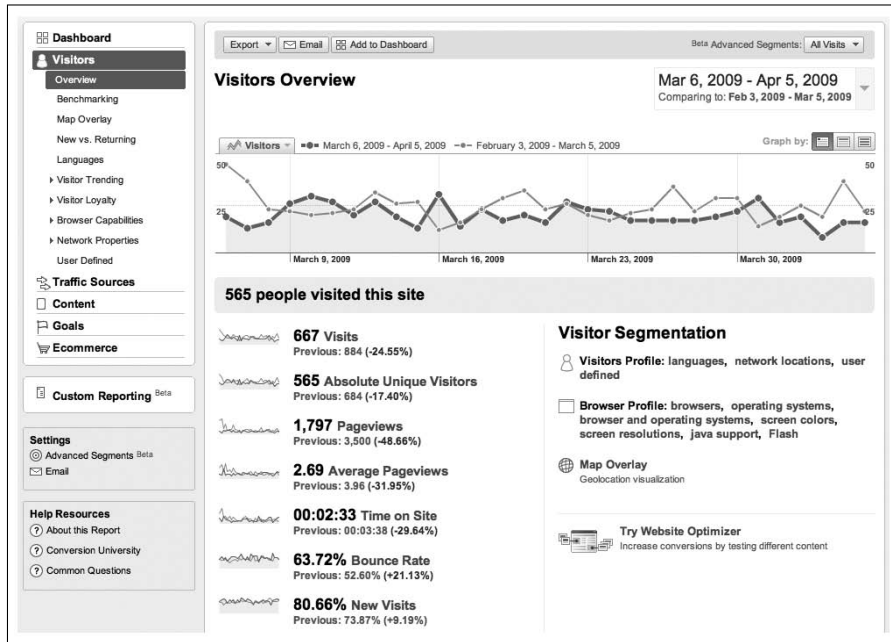 Dashboard
Visitors
Overview
Benchmarking
Map Overlay
New vs. Returning
Languages
Visitor Trending
Visitor Loyalty
Browser Capabilities
Network Properties
User Defined
Traffic Sources
Content
Goals
Ecommerce
Custom Reporting Beta
Settings
Advanced Segments Beta
Email
Help Resources
About this Report
Conversion University
Common Questions
Export Email Add to Dashboard
Beta Advanced Segments: All Visits
Visitors Overview
Mar 6, 2009 - Apr 5, 2009
Comparing to: Feb 3, 2009 - Mar 5, 2009
Visitors March 6, 2009 - April 5, 2009 February 3, 2009 - March 5, 2009
Graph by:
50 50
25 25
March 9, 2009 March 16, 2009 March 23, 2009 March 30, 2009
565 people visited this site
667 Visits
Previous: 884 (-24.55%)
565 Absolute Unique Visitors
Previous: 684 (-17.40%)
1,797 Pageviews
Previous: 3,500 (-48.66%)
2.69 Average Pageviews
Previous: 3.96 (-31.95%)
00:02:33 Time on Site
Previous: 00:03:38 (-29.64%)
63.72% Bounce Rate
Previous: 52.60% (+21.13%)
80.66% New Visits
Previous: 73.87% (+9.19%)
Visitor Segmentation
Visitors Profile: languages, network locations, user
defined
Browser Profile: browsers, operating systems,
browser and operating systems, screen colors,
screen resolutions, java support, Flash
Map Overlay
Geolocation visualization
Try Website Optimizer
Increase conversions by testing different content